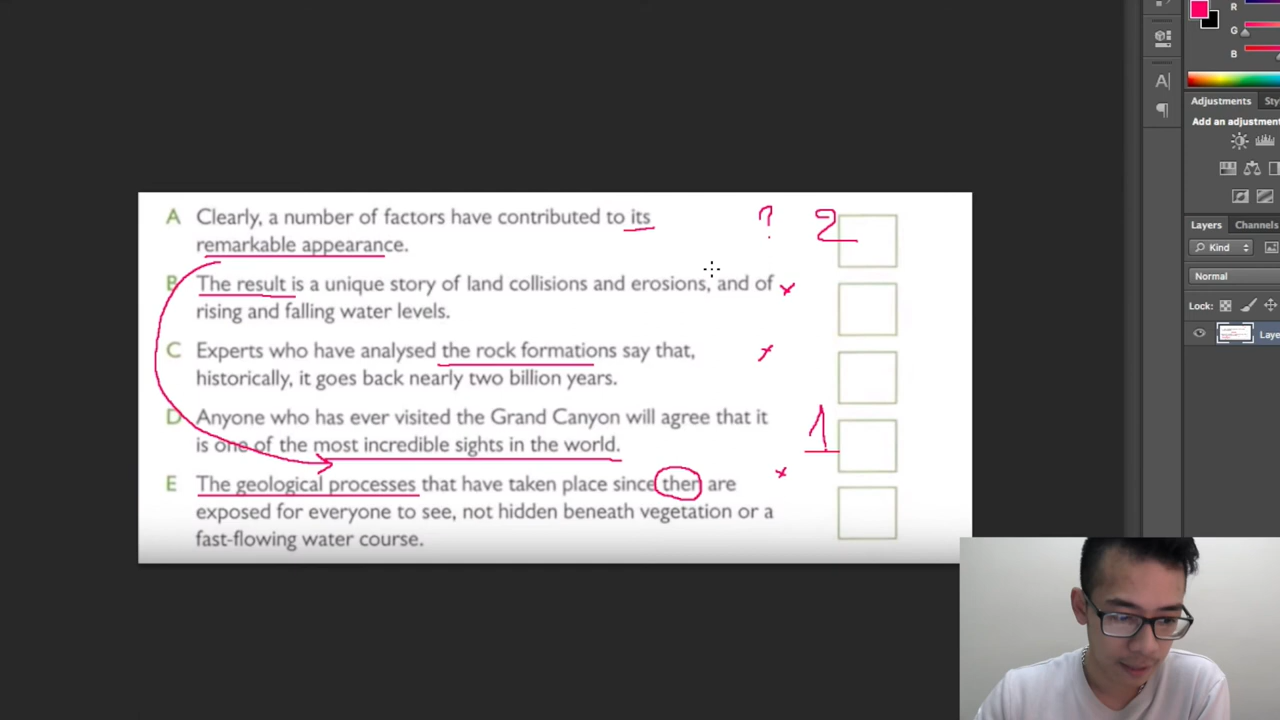 A Clearly, a number of factors have contributed to its
remarkable appearance.
? 2
B The result is a unique story of land collisions and erosions, and of
rising and falling water levels.
C Experts who have analysed the rock formations say that,
historically, it goes back nearly two billion years.
D Anyone who has ever visited the Grand Canyon will agree that it
is one of the most incredible sights in the world.
1
E The geological processes that have taken place since then are
exposed for everyone to see, not hidden beneath vegetation or a
fast-flowing water course.
R
G
B
A
Adjustments
Add an adjustment
Layers Channels
Kind
Normal
Lock: